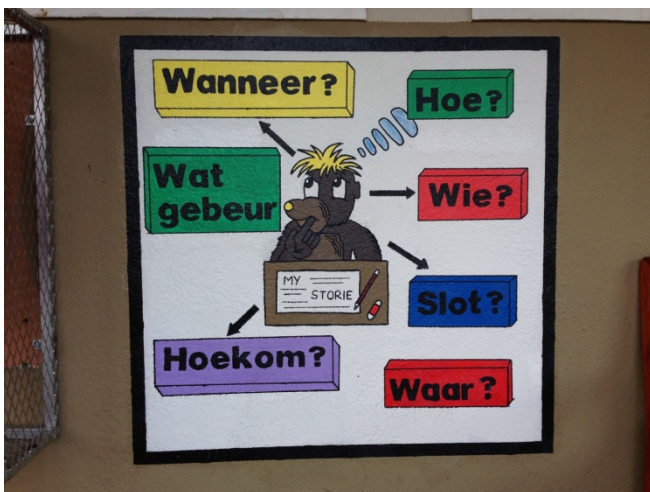 Wanneer?
Hoe?
Wat
gebeur
Wie?
MY
STORIE
Slot?
Hoekom?
Waar?